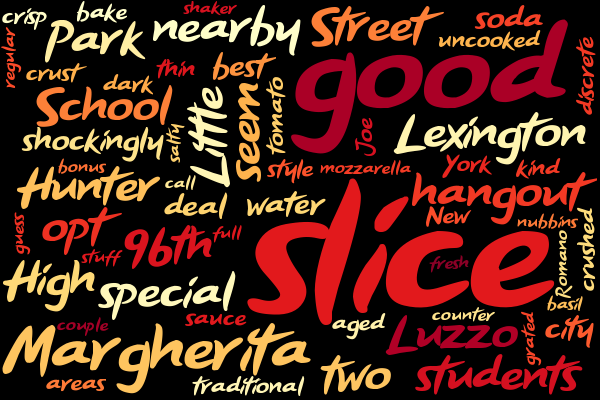 crisp
bake
shaker
Park
nearby
Street
soda
uncooked
regular
crust
dark
thin
best
good
discrete
School
shockingly
salty
Little
seem
tomato
Joe
Lexington
bonus
Hunter
call
deal
water
style
mozzarella
York
kind
hangout
New
nubbins
guess
opt
stuff
96th
full
slice
fresh
Romano
crushed
High
special
basil
couple
sauce
aged
counter
Luzzo
grated
city
Margherita
areas
traditional
two
students